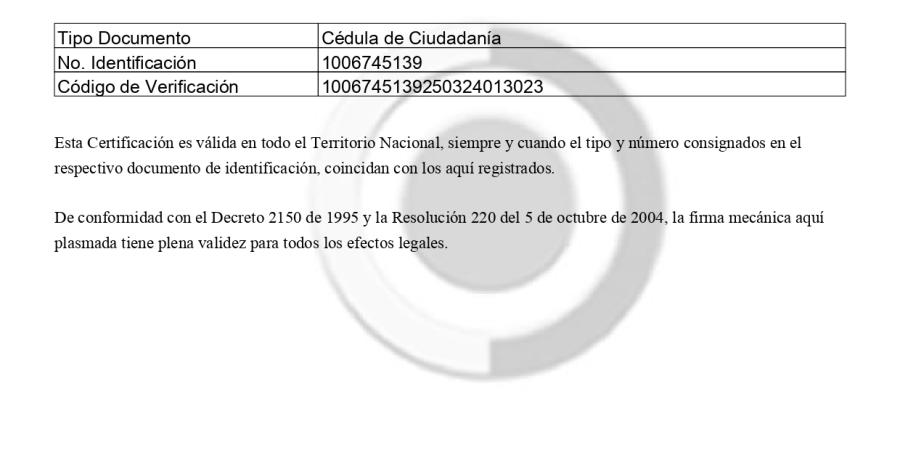 Tipo Documento Cédula de Ciudadanía
No. Identificación 1006745139
Código de Verificación 1006745139250324013023
Esta Certificación es válida en todo el Territorio Nacional, siempre y cuando el tipo y número consignados en el
respectivo documento de identificación, coincidan con los aquí registrados.
De conformidad con el Decreto 2150 de 1995 y la Resolución 220 del 5 de octubre de 2004, la firma mecánica aquí
plasmada tiene plena validez para todos los efectos legales.